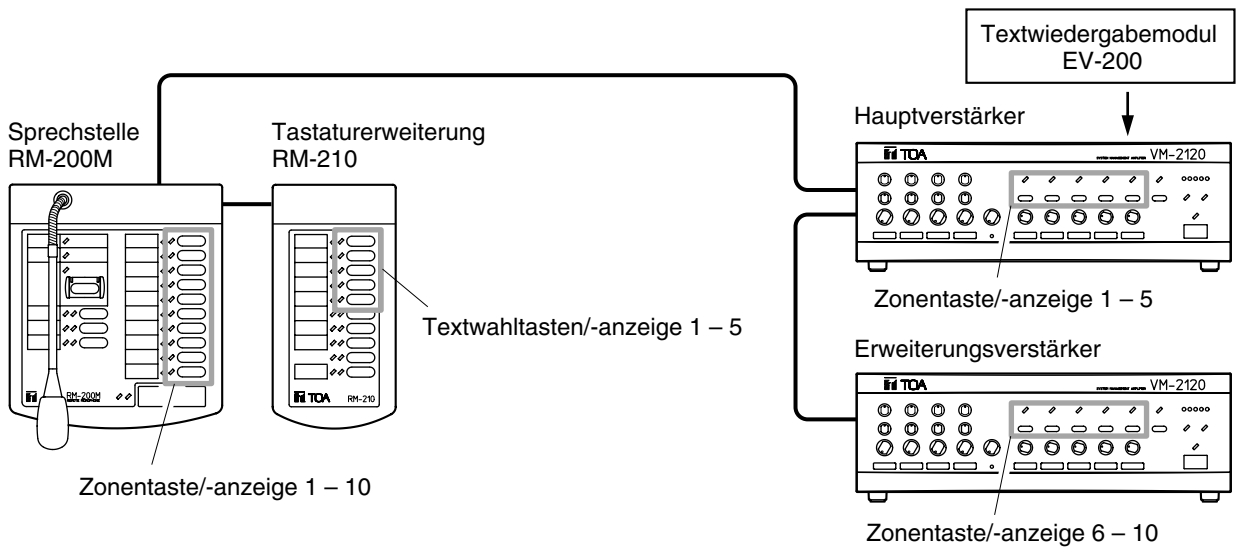 Textwiedergabemodul
EV-200
Hauptverstärker
Sprechstelle
RM-200M
Tastaturerweiterung
RM-210
TOA
VM-2120
Zonentaste/-anzeige 1 – 5
Textwahltasten/-anzeige 1 – 5
Erweiterungsverstärker
TOA
VM-2120
RM-200M
TOA
RM-210
Zonentaste/-anzeige 1 – 10
Zonentaste/-anzeige 6 – 10